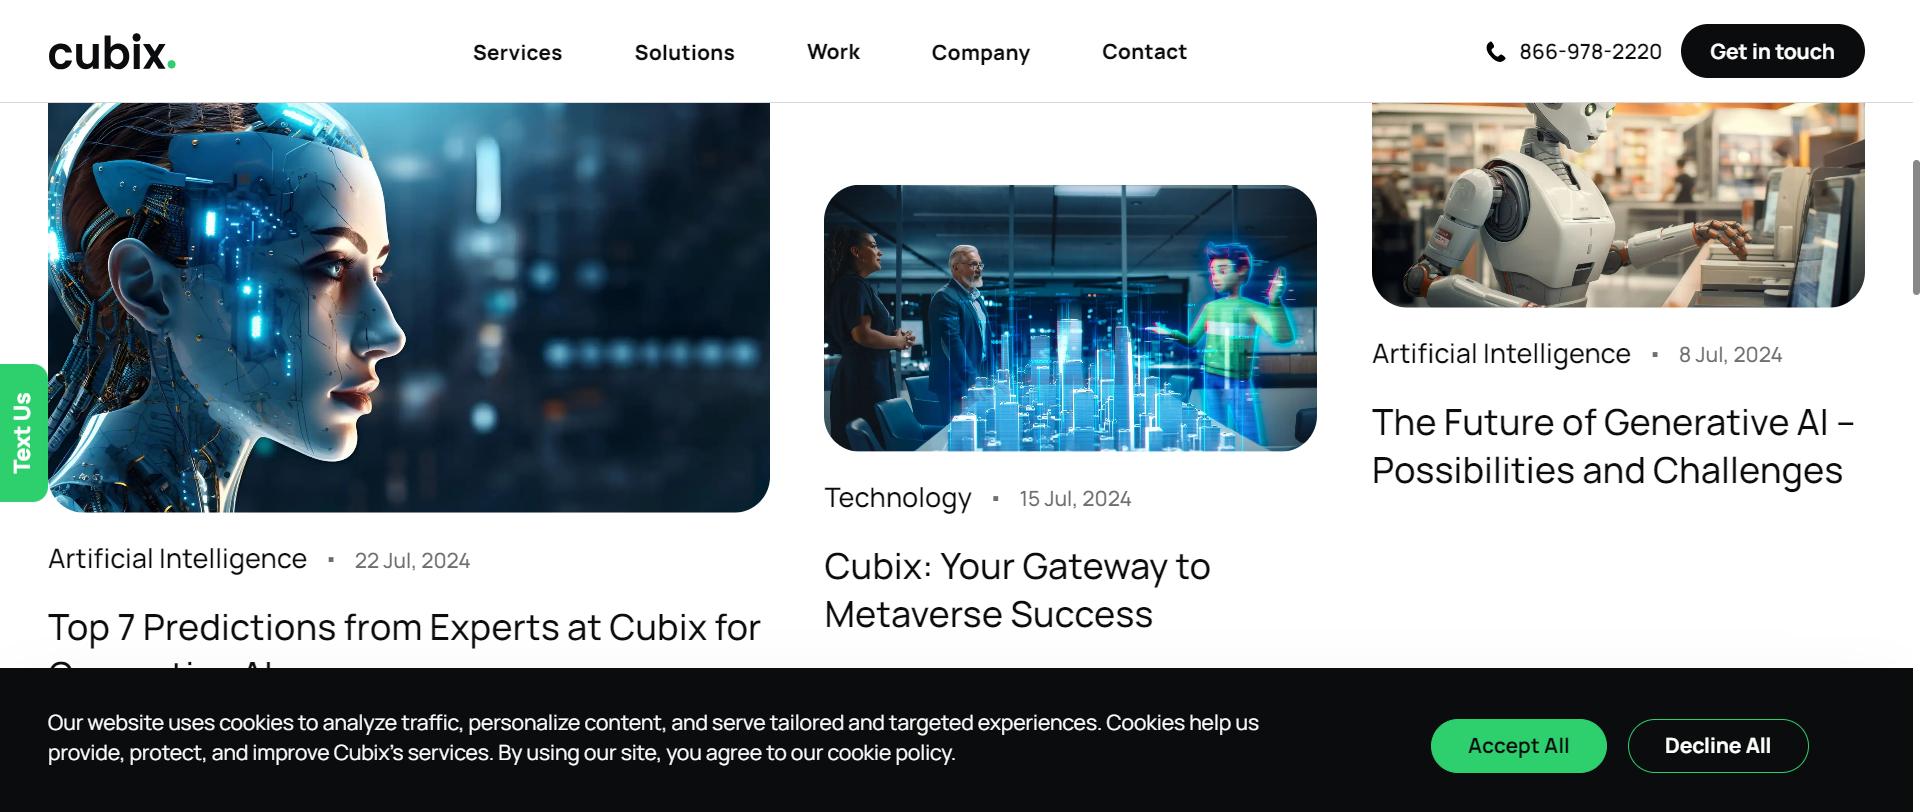 cubix.
Services
Solutions
Work
Company
Contact
866-978-2220
Get in touch
Text Us
Artificial Intelligence ▪ 22 Jul, 2024
Top 7 Predictions from Experts at Cubix for
Technology ▪ 15 Jul, 2024
Cubix: Your Gateway to
Metaverse Success
Artificial Intelligence ▪ 8 Jul, 2024
The Future of Generative AI –
Possibilities and Challenges
Our website uses cookies to analyze traffic, personalize content, and serve tailored and targeted experiences. Cookies help us
provide, protect, and improve Cubix's services. By using our site, you agree to our cookie policy.
Accept All
Decline All